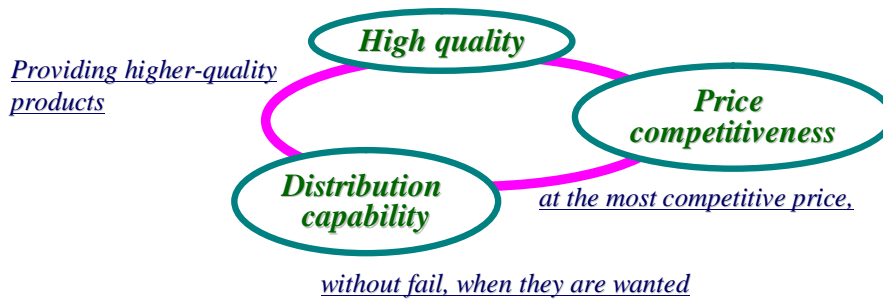 High quality
Providing higher-quality
products
Price
competitiveness
Distribution
capability
at the most competitive price,
without fail, when they are wanted